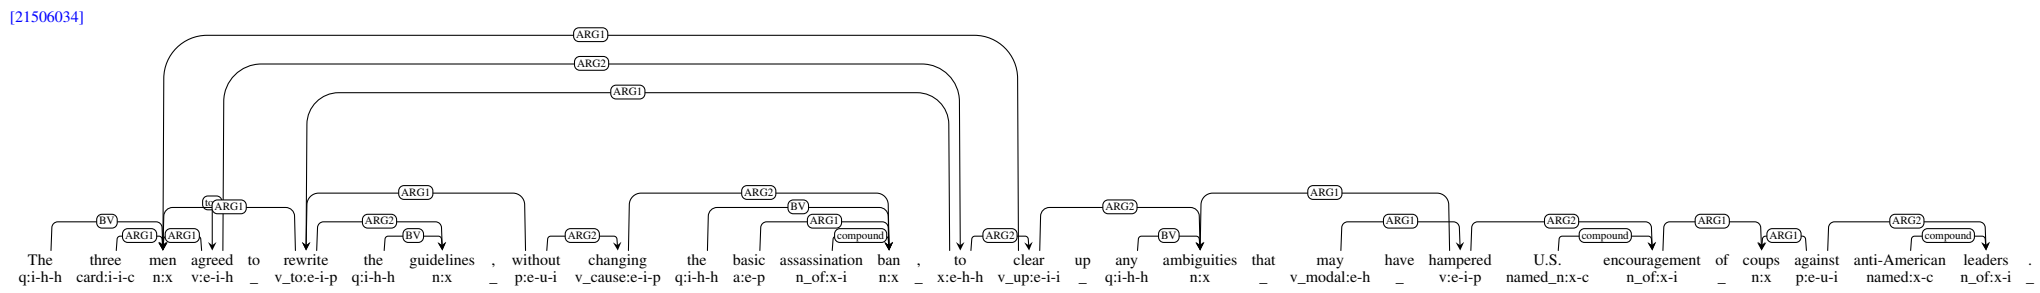 [21506034]
ARG1
ARG2
ARG1
ARG1 ARG2
to ARG1 BV ARG2 ARG1
BV ARG2 ARG1 ARG1 ARG2 ARG1 ARG2
ARG1 ARG1 BV ARG2 compound ARG2 BV compound ARG1 compound
The three men agreed to rewrite the guidelines , without changing the basic assassination ban , to clear up any ambiguities that may have hampered U.S. encouragement of coups against anti-American leaders .
q:i-h-h card:i-i-c n:x v:e-i-h _ v_to:e-i-p q:i-h-h n:x _ p:e-u-i v_cause:e-i-p q:i-h-h a:e-p n_of:x-i n:x _ x:e-h-h v_up:e-i-i _ q:i-h-h n:x _ v_modal:e-h _ v:e-i-p named_n:x-c n_of:x-i _ n:x p:e-u-i named:x-c n_of:x-i _